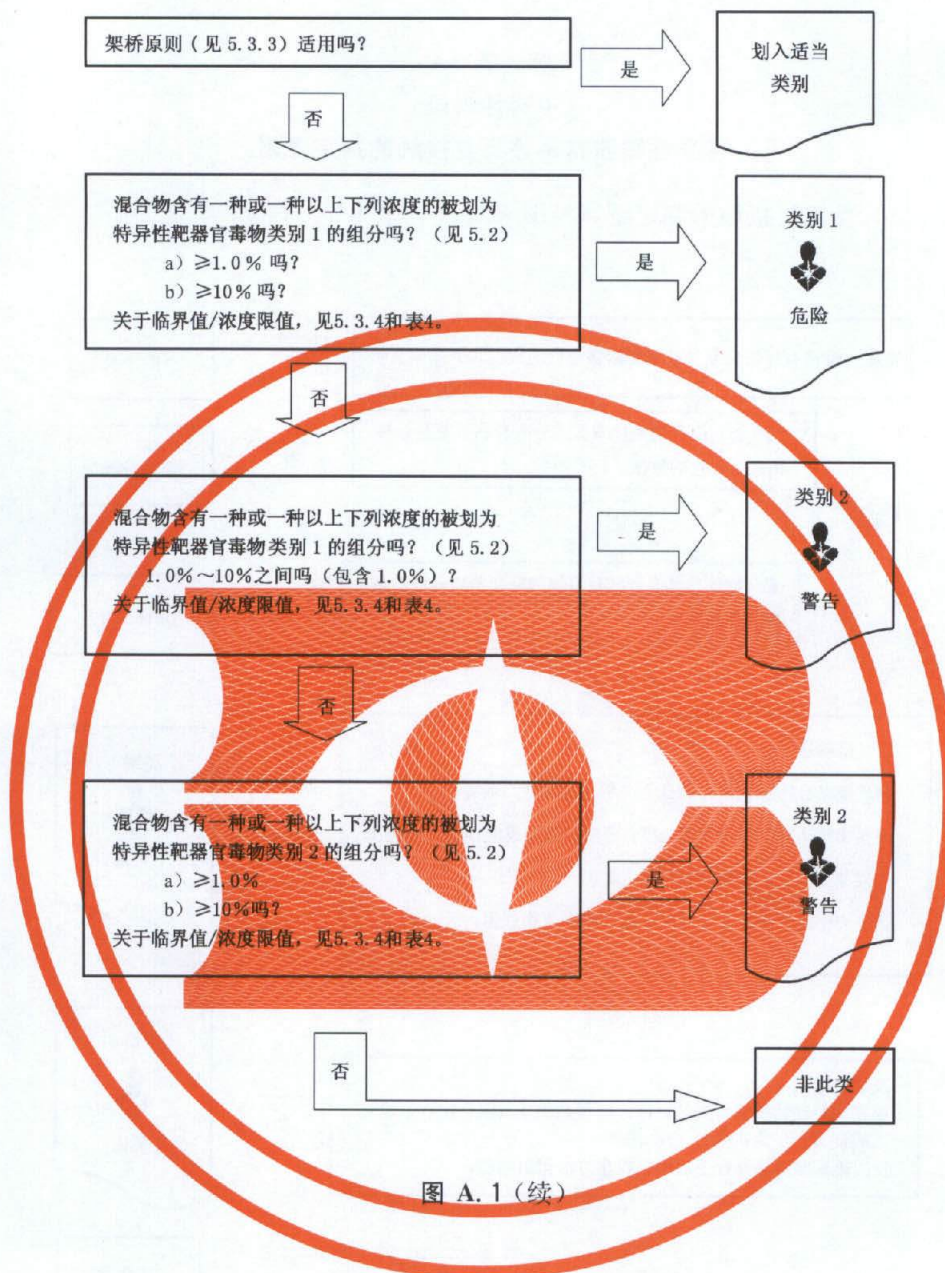 架桥原则（见 5.3.3）适用吗？
是
划入适当
类别
否
混合物含有一种或一种以上下列浓度的被划为
特异性靶器官毒物类别 1 的组分吗？（见 5.2）
a）≥1.0% 吗？
b）≥10% 吗？
关于临界值/浓度限值，见5.3.4和表4。
是
类别 1
危险
否
混合物含有一种或一种以上下列浓度的被划为
特异性靶器官毒物类别 1 的组分吗？（见 5.2）
1.0%～10%之间吗（包含 1.0%）？
关于临界值/浓度限值，见5.3.4和表4。
是
类别 2
警告
否
混合物含有一种或一种以上下列浓度的被划为
特异性靶器官毒物类别 2 的组分吗？（见 5.2）
a）≥1.0%
b）≥10%吗？
关于临界值/浓度限值，见5.3.4和表4。
是
类别 2
警告
否
非此类
图 A.1（续）